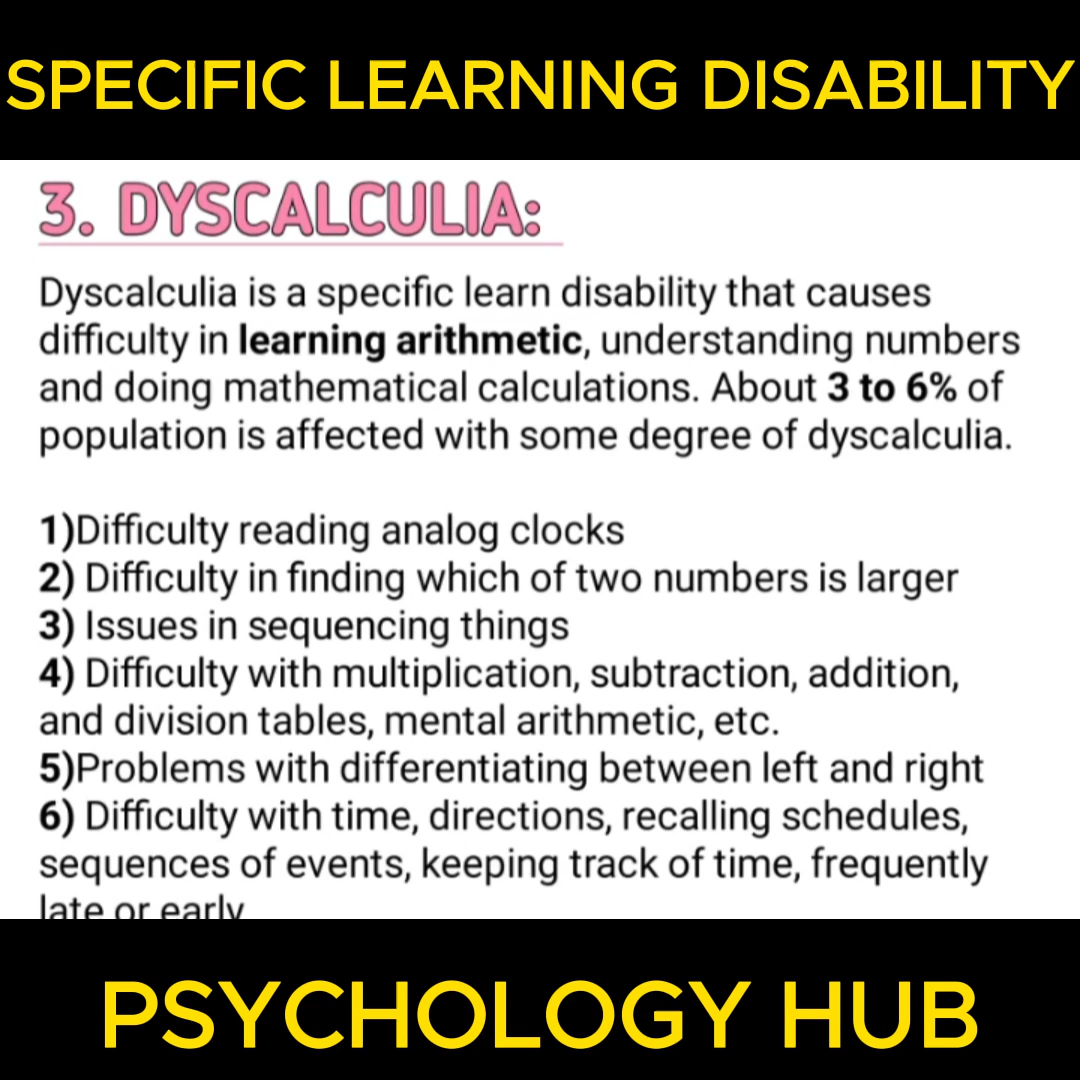 SPECIFIC LEARNING DISABILITY
3. DYSCALCULIA:
Dyscalculia is a specific learn disability that causes
difficulty in learning arithmetic, understanding numbers
and doing mathematical calculations. About 3 to 6% of
population is affected with some degree of dyscalculia.
1)Difficulty reading analog clocks
2) Difficulty in finding which of two numbers is larger
3) Issues in sequencing things
4) Difficulty with multiplication, subtraction, addition,
and division tables, mental arithmetic, etc.
5)Problems with differentiating between left and right
6) Difficulty with time, directions, recalling schedules,
sequences of events, keeping track of time, frequently
late or early
PSYCHOLOGY HUB